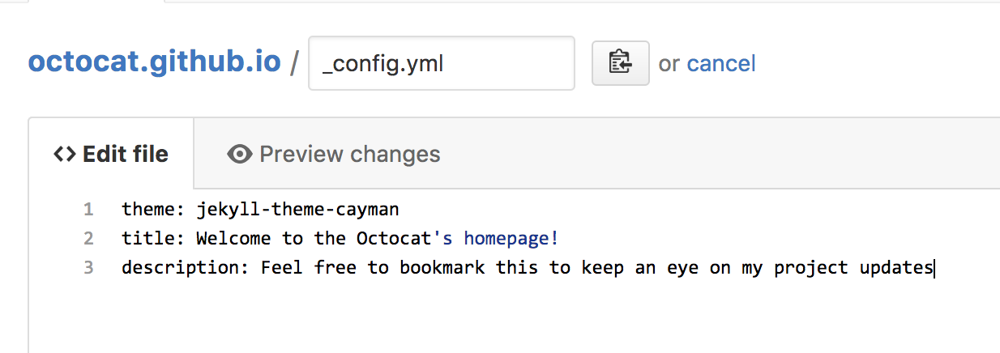 octocat.github.io / _config.yml or cancel
<> Edit file Preview changes
1 theme: jekyll-theme-cayman
2 title: Welcome to the Octocat's homepage!
3 description: Feel free to bookmark this to keep an eye on my project updates